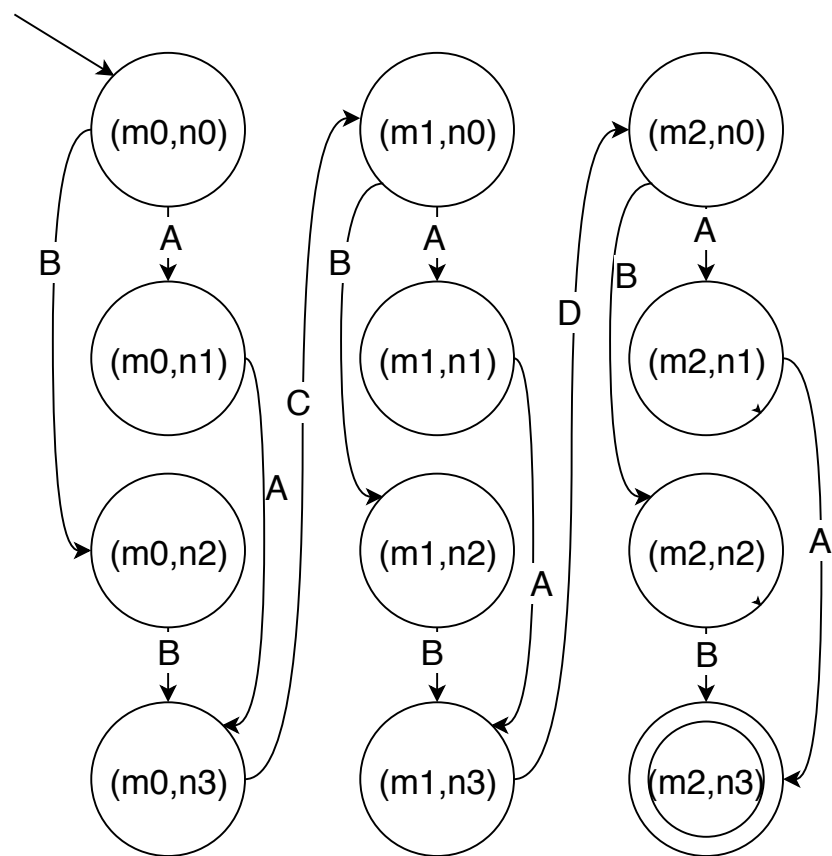 (m0,n0)
(m1,n0)
(m2,n0)
A
A
A
B
B
B
D
(m0,n1)
(m1,n1)
(m2,n1)
C
A
A
A
(m0,n2)
(m1,n2)
(m2,n2)
B
B
B
(m0,n3)
(m1,n3)
(m2,n3)